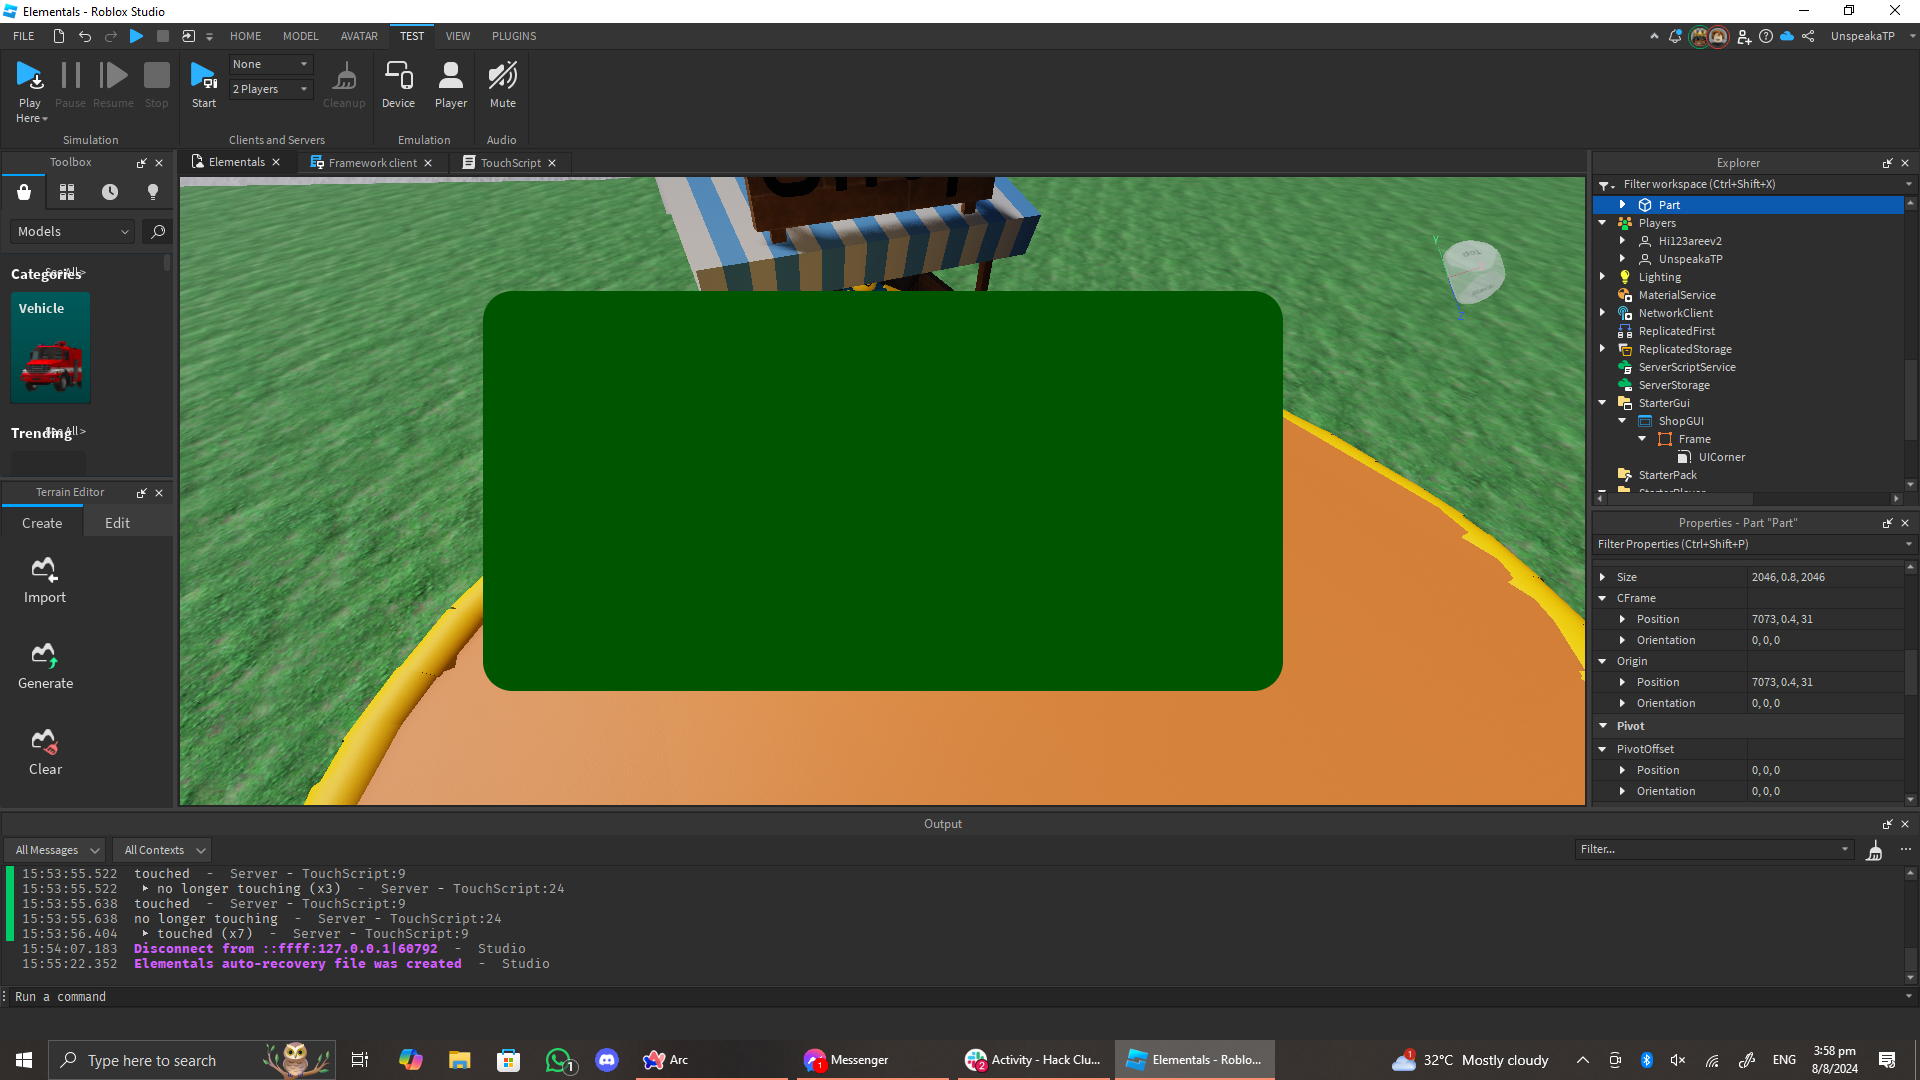 Elementals - Roblox Studio
FILE HOME MODEL AVATAR TEST VIEW PLUGINS UnspeakaTP
Play Here Pause Resume Stop
Simulation
Start None 2 Players Cleanup
Clients and Servers
Device Player
Emulation
Mute
Audio
Toolbox
Models
Categories See All >
Vehicle
Trending See All >
Terrain Editor
Create Edit
Import
Generate
Clear
Elementals Framework client TouchScript
Y
Top
Z
Explorer
Filter workspace (Ctrl+Shift+X)
Part
Players
Hi123areev2
UnspeakaTP
Lighting
MaterialService
NetworkClient
ReplicatedFirst
ReplicatedStorage
ServerScriptService
ServerStorage
StarterGui
ShopGUI
Frame
UICorner
StarterPack
StarterPlayer
Properties - Part "Part"
Filter Properties (Ctrl+Shift+P)
Size 2046, 0.8, 2046
CFrame
Position 7073, 0.4, 31
Orientation 0, 0, 0
Origin
Position 7073, 0.4, 31
Orientation 0, 0, 0
Pivot
PivotOffset
Position 0, 0, 0
Orientation 0, 0, 0
Output
All Messages All Contexts Filter...
15:53:55.522 touched - Server - TouchScript:9
15:53:55.522 ▸ no longer touching (x3) - Server - TouchScript:24
15:53:55.638 touched - Server - TouchScript:9
15:53:55.638 no longer touching - Server - TouchScript:24
15:53:56.404 ▸ touched (x7) - Server - TouchScript:9
15:54:07.183 Disconnect from ::ffff:127.0.0.1|60792 - Studio
15:55:22.352 Elementals auto-recovery file was created - Studio
Run a command
Type here to search 1 Arc 1 Messenger 2 Activity - Hack Clu... Elementals - Roblo... 1 32°C Mostly cloudy ENG 3:58 pm
8/8/2024